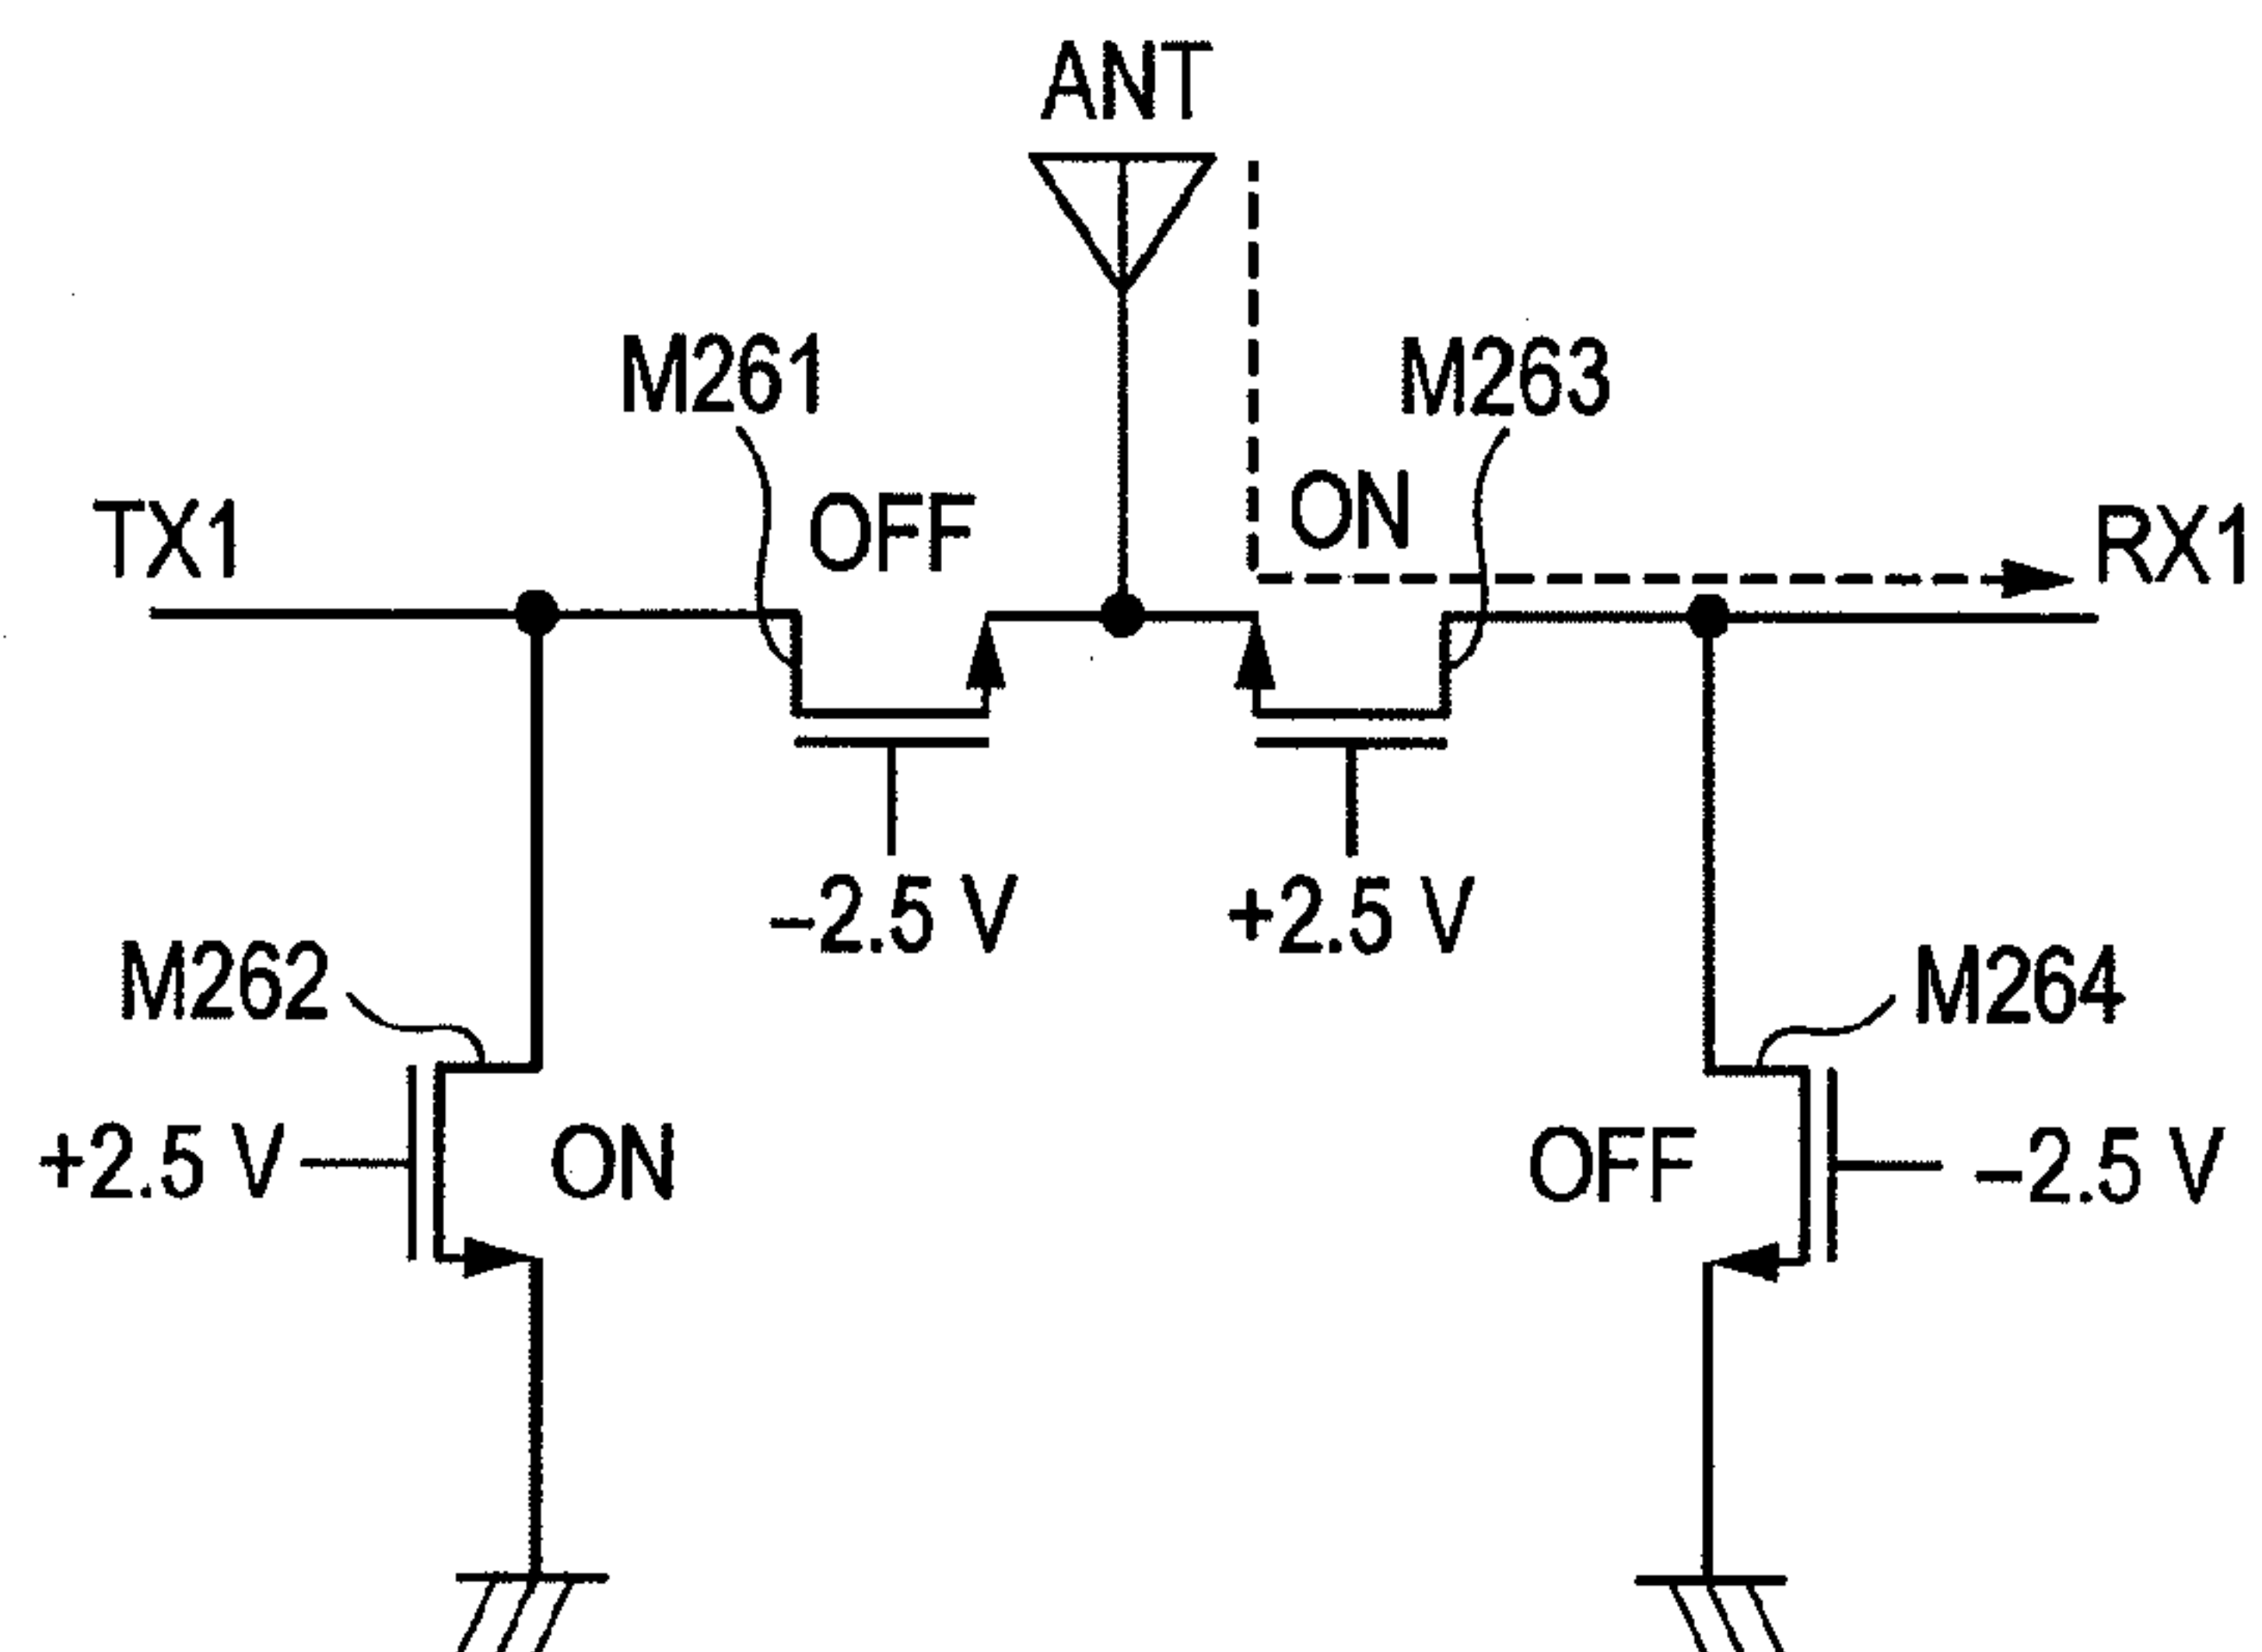 ANT
M261
M263
TX1
OFF
ON
RX1
−2.5 V
+2.5 V
M262
M264
+2.5 V
ON
OFF
−2.5 V